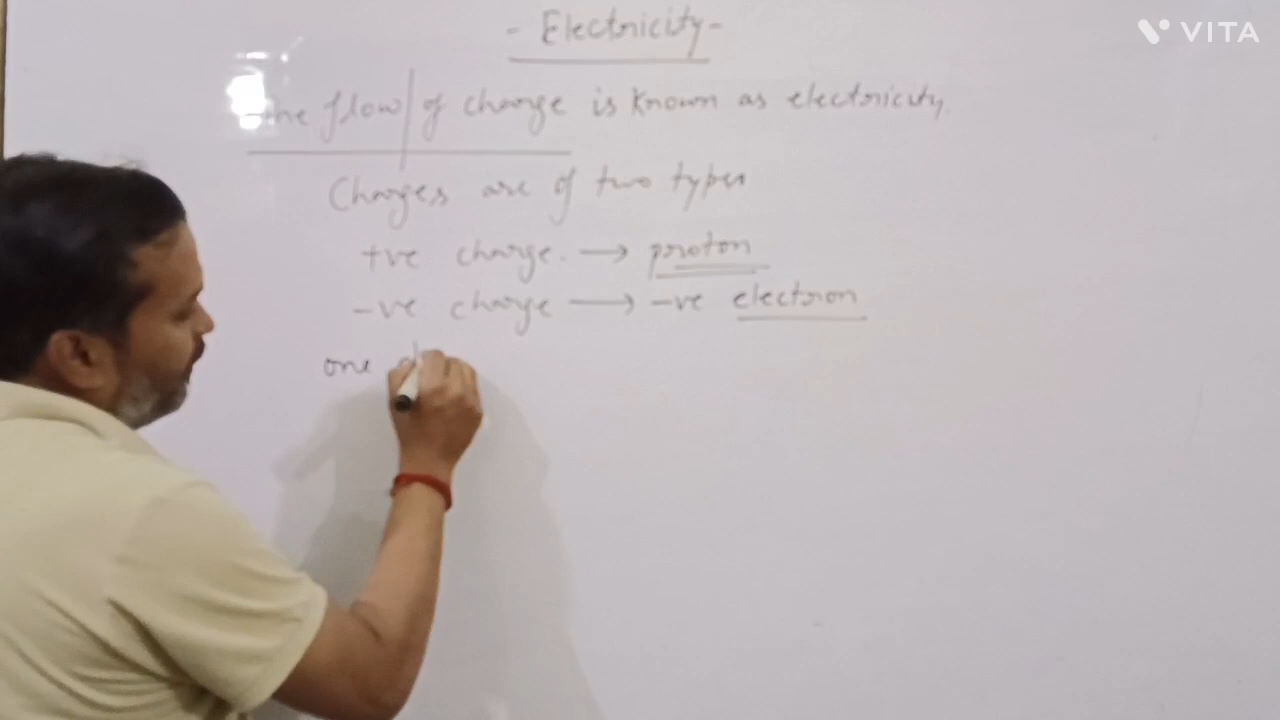 - Electricity -
VITA
The flow of charge is known as electricity.
Charges are of two types
+ve charge. → proton
-ve charge → -ve electron
one